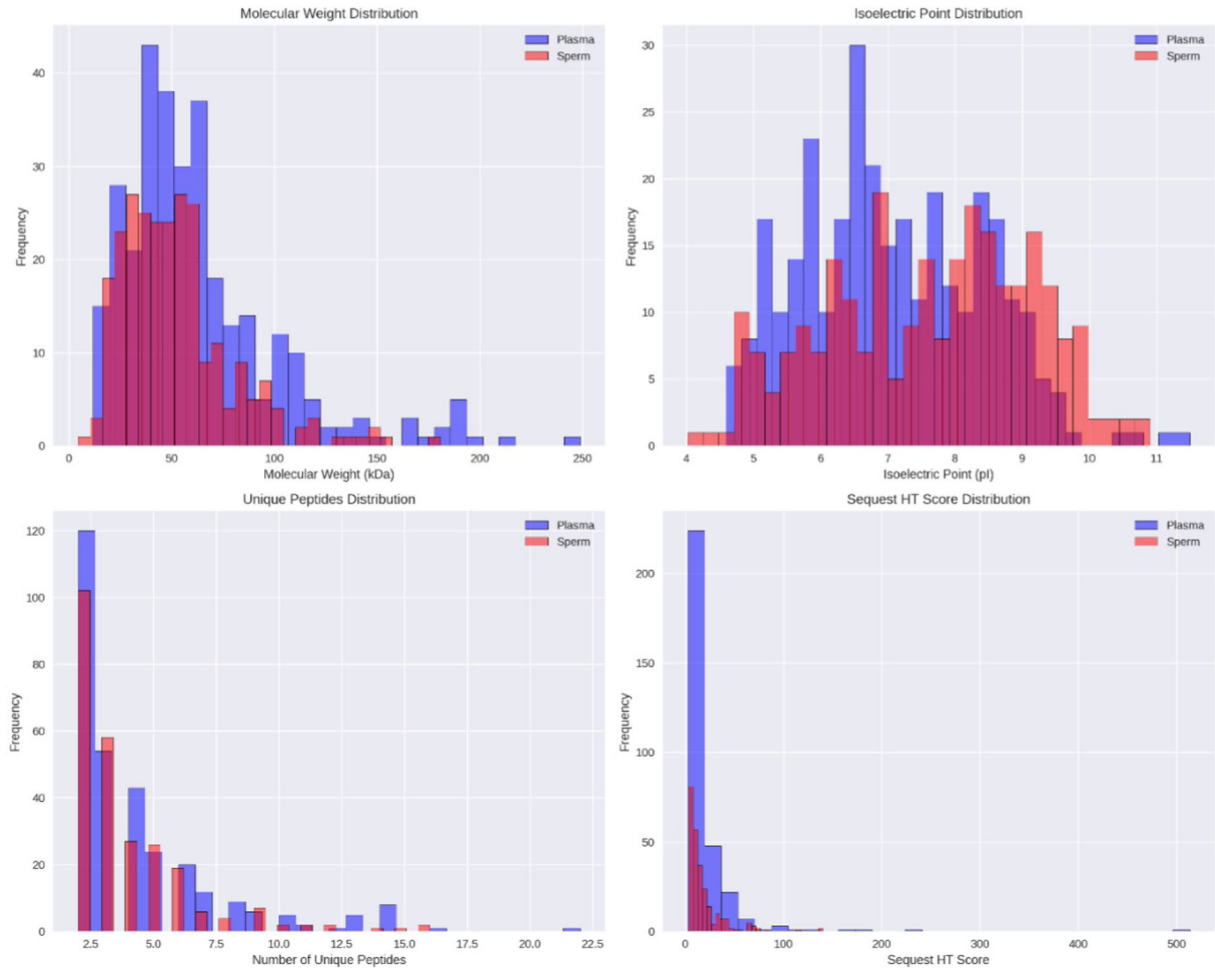 Molecular Weight Distribution
Plasma
Sperm
Frequency
40
30
20
10
0
0 50 100 150 200 250
Molecular Weight (kDa)
Isoelectric Point Distribution
Plasma
Sperm
Frequency
30
25
20
15
10
5
0
4 5 6 7 8 9 10 11
Isoelectric Point (pI)
Unique Peptides Distribution
Plasma
Sperm
Frequency
120
100
80
60
40
20
0
2.5 5.0 7.5 10.0 12.5 15.0 17.5 20.0 22.5
Number of Unique Peptides
Sequest HT Score Distribution
Plasma
Sperm
Frequency
200
150
100
50
0
0 100 200 300 400 500
Sequest HT Score